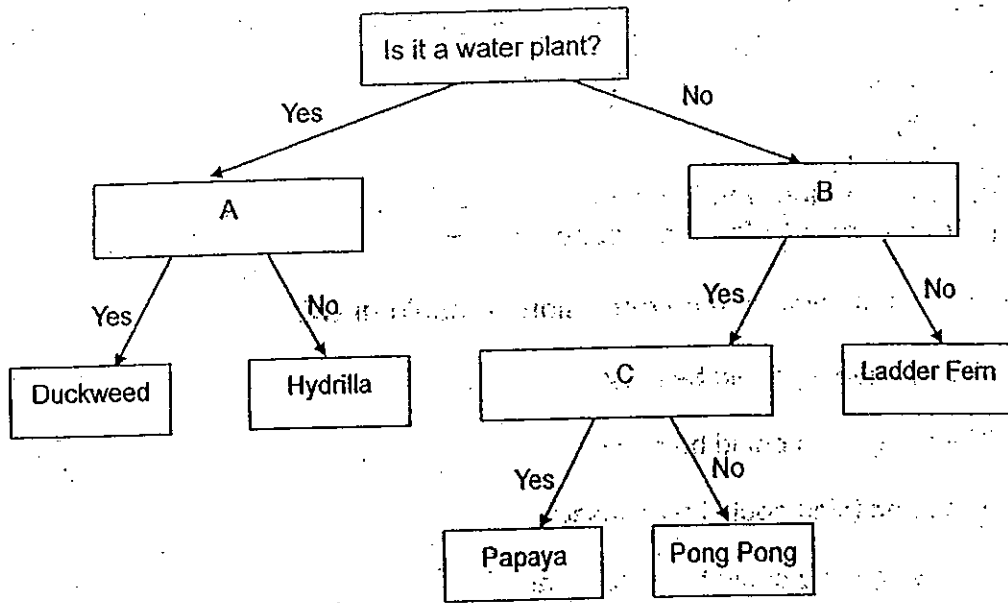 Is it a water plant?
Yes
No
A
B
Yes
No
Yes
No
Duckweed
Hydrilla
C
Ladder Fern
Yes
No
Papaya
Pong Pong